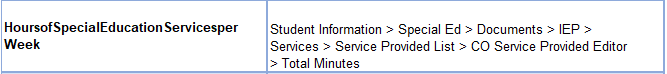 HoursofSpecialEducationServicesper
Week
Student Information > Special Ed > Documents > IEP >
Services > Service Provided List > CO Service Provided Editor
> Total Minutes